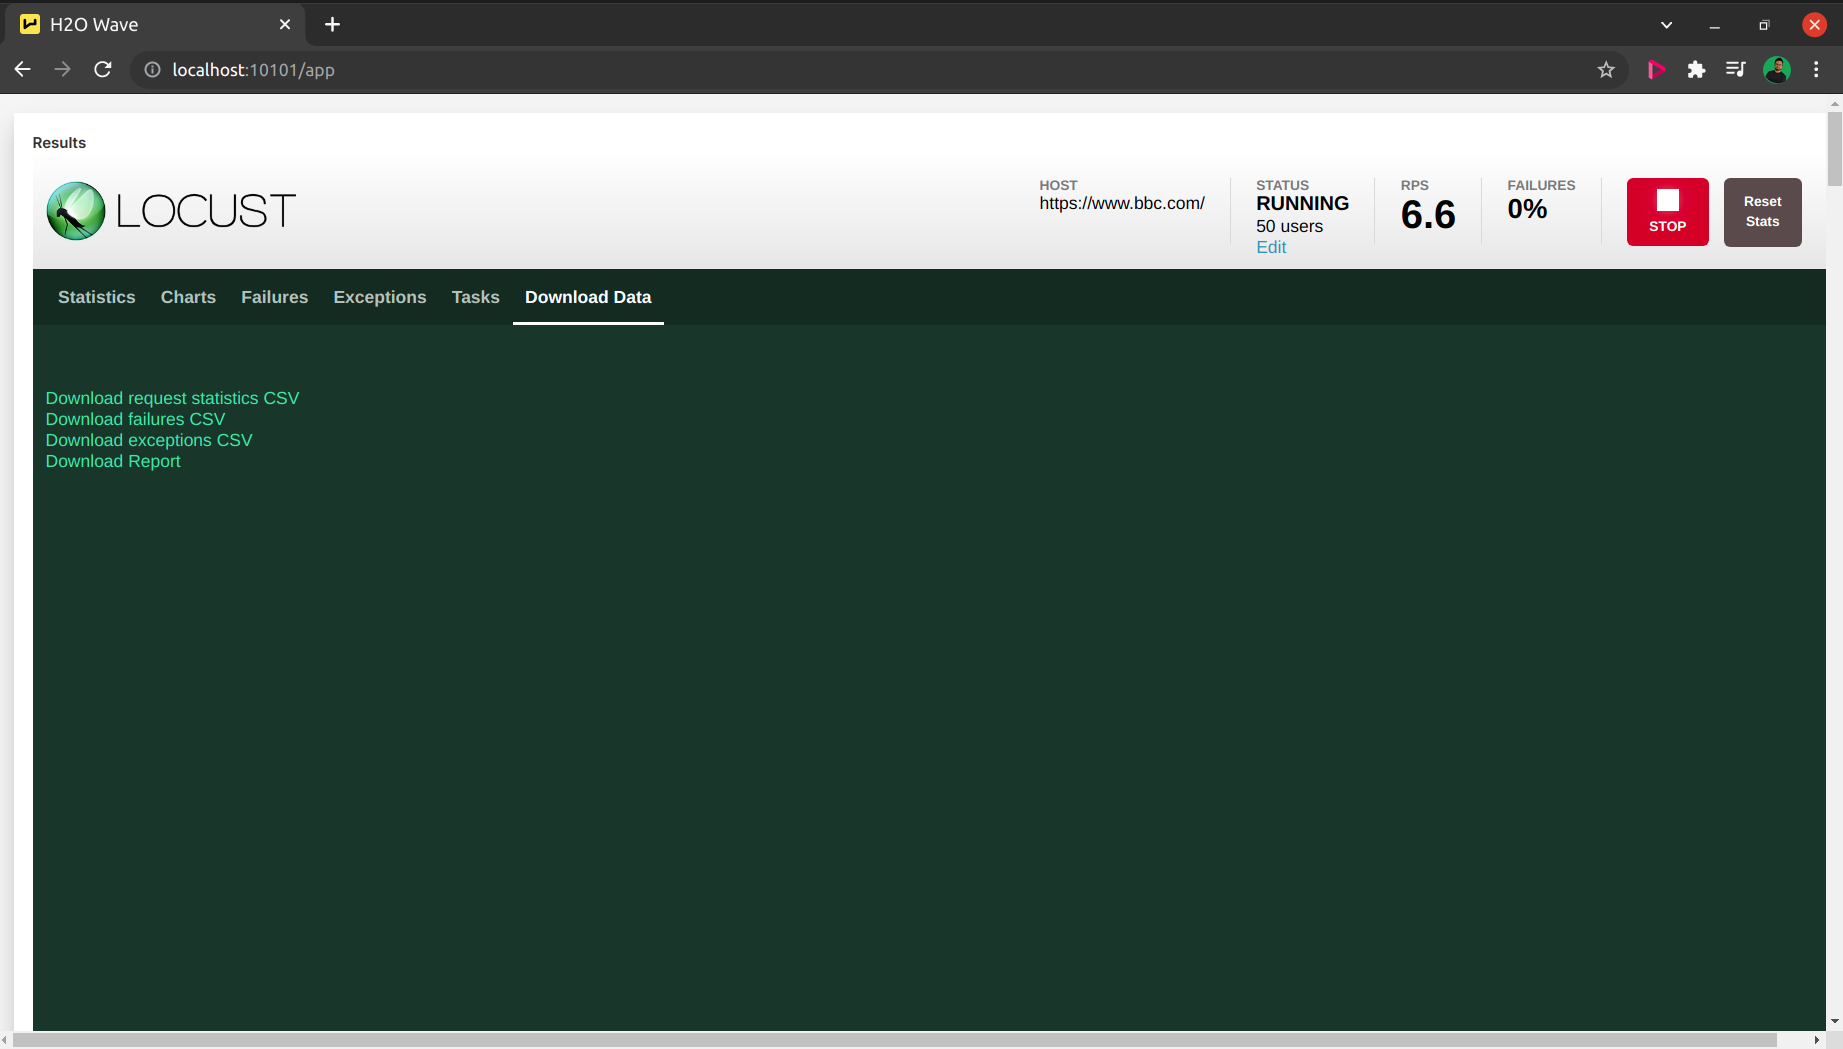 H2O Wave
localhost:10101/app
Results
LOCUST
HOST
https://www.bbc.com/
STATUS
RUNNING
50 users
Edit
RPS
6.6
FAILURES
0%
STOP
Reset
Stats
Statistics Charts Failures Exceptions Tasks Download Data
Download request statistics CSV
Download failures CSV
Download exceptions CSV
Download Report